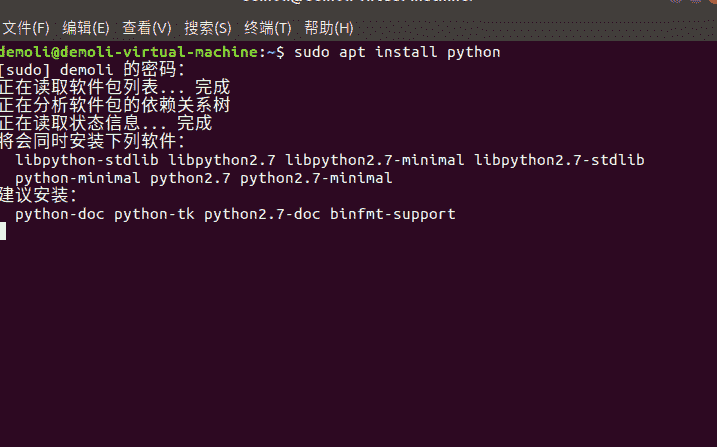 文件(F) 编辑(E) 查看(V) 搜索(S) 终端(T) 帮助(H)
demoli@demoli-virtual-machine:~$ sudo apt install python
[sudo] demoli 的密码：
正在读取软件包列表... 完成
正在分析软件包的依赖关系树
正在读取状态信息... 完成
将会同时安装下列软件：
libpython-stdlib libpython2.7 libpython2.7-minimal libpython2.7-stdlib
python-minimal python2.7 python2.7-minimal
建议安装：
python-doc python-tk python2.7-doc binfmt-support